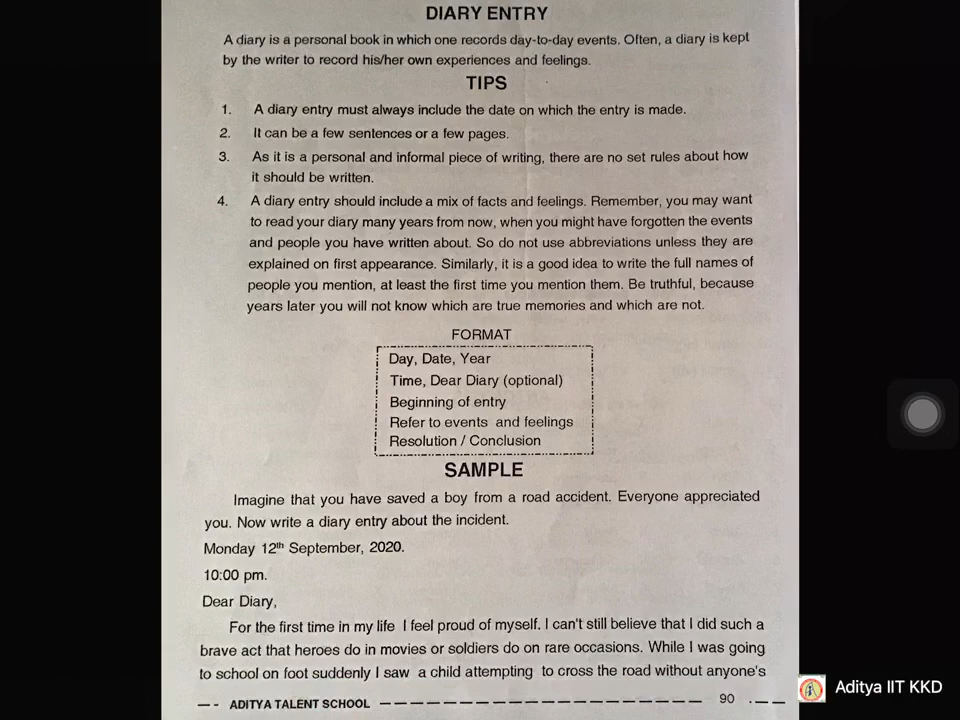 DIARY ENTRY
A diary is a personal book in which one records day-to-day events. Often, a diary is kept
by the writer to record his/her own experiences and feelings.
TIPS
1. A diary entry must always include the date on which the entry is made.
2. It can be a few sentences or a few pages.
3. As it is a personal and informal piece of writing, there are no set rules about how
it should be written.
4. A diary entry should include a mix of facts and feelings. Remember, you may want
to read your diary many years from now, when you might have forgotten the events
and people you have written about. So do not use abbreviations unless they are
explained on first appearance. Similarly, it is a good idea to write the full names of
people you mention, at least the first time you mention them. Be truthful, because
years later you will not know which are true memories and which are not.
FORMAT
Day, Date, Year
Time, Dear Diary (optional)
Beginning of entry
Refer to events and feelings
Resolution / Conclusion
SAMPLE
Imagine that you have saved a boy from a road accident. Everyone appreciated
you. Now write a diary entry about the incident.
Monday 12th September, 2020.
10:00 pm.
Dear Diary,
For the first time in my life I feel proud of myself. I can't still believe that I did such a
brave act that heroes do in movies or soldiers do on rare occasions. While I was going
to school on foot suddenly I saw a child attempting to cross the road without anyone's
ADITYA TALENT SCHOOL 90
Aditya IIT KKD